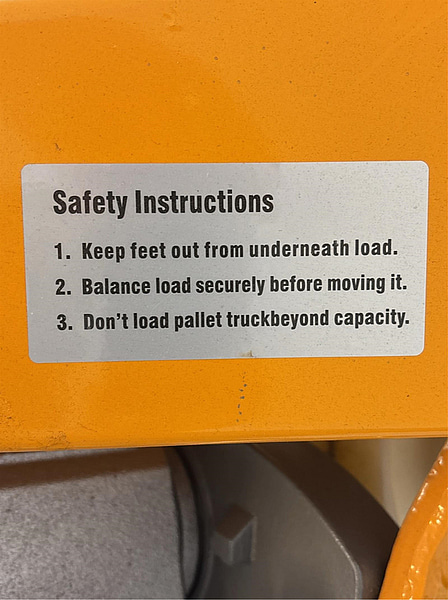 Safety Instructions
1. Keep feet out from underneath load.
2. Balance load securely before moving it.
3. Don't load pallet truckbeyond capacity.